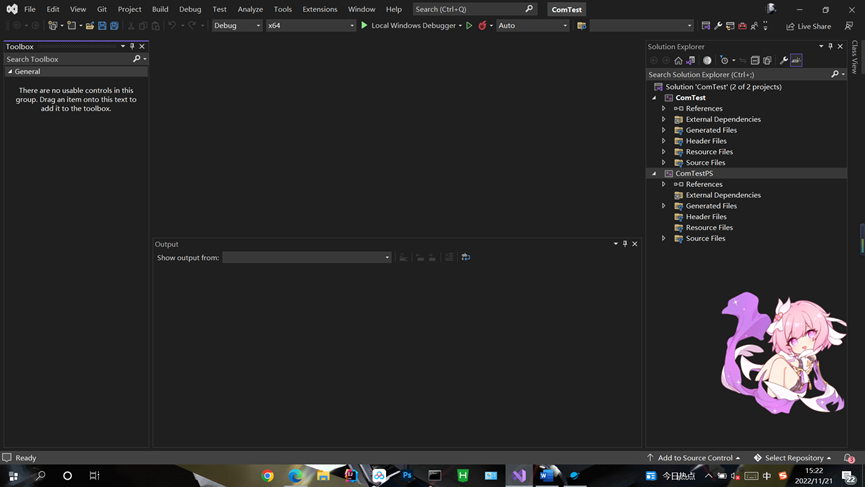 File Edit View Git Project Build Debug Test Analyze Tools Extensions Window Help Search (Ctrl+Q) ComTest
Debug x64 Local Windows Debugger Auto Live Share
Toolbox
Search Toolbox
General
There are no usable controls in this
group. Drag an item onto this text to
add it to the toolbox.
Output
Show output from:
Solution Explorer
Search Solution Explorer (Ctrl+;)
Solution 'ComTest' (2 of 2 projects)
ComTest
References
External Dependencies
Generated Files
Header Files
Resource Files
Source Files
ComTestPS
References
External Dependencies
Generated Files
Header Files
Resource Files
Source Files
Class View
Ready Add to Source Control Select Repository 3
Ps H W 今日热点 中 S 15:22
2022/11/21 22